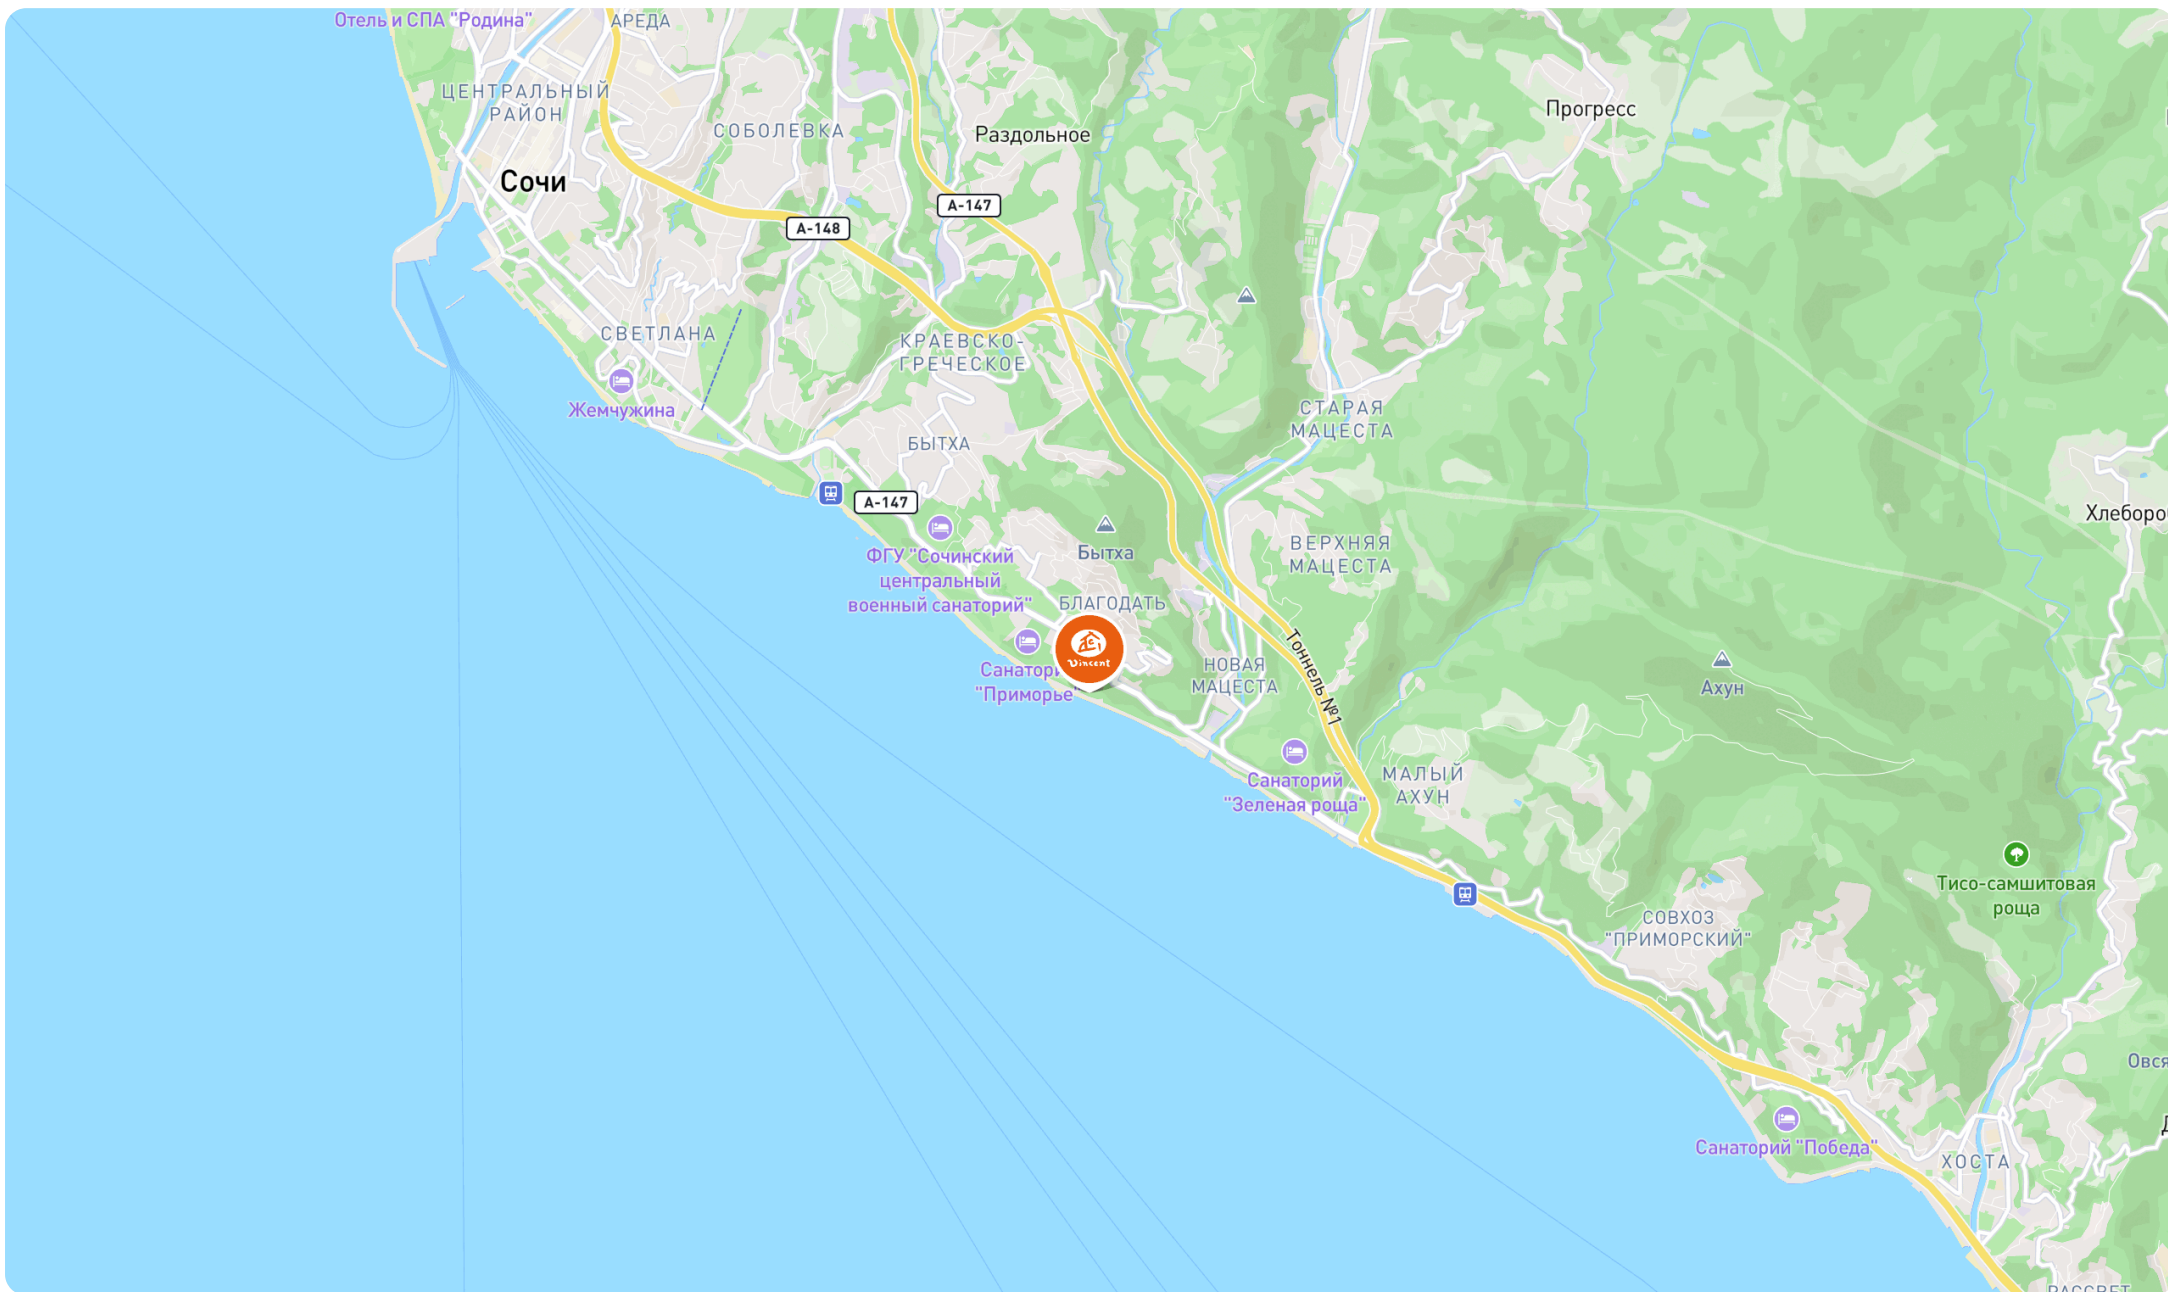 Отель и СПА "Родина"
АРЕДА
ЦЕНТРАЛЬНЫЙ
РАЙОН
СОБОЛЕВКА
Раздольное
Прогресс
Сочи
А-147
А-148
СВЕТЛАНА
КРАЕВСКО-
ГРЕЧЕСКОЕ
Жемчужина
СТАРАЯ
МАЦЕСТА
БЫТХА
А-147
Хлеборо
Бытха
ВЕРХНЯЯ
МАЦЕСТА
ФГУ "Сочинский
центральный
военный санаторий"
БЛАГОДАТЬ
Vincent
Санатори
"Приморье"
НОВАЯ
МАЦЕСТА
Тоннель №1
Ахун
Санаторий
"Зеленая роща"
МАЛЫЙ
АХУН
Тисо-самшитовая
роща
СОВХОЗ
"ПРИМОРСКИЙ"
Овся
Санаторий "Победа"
ХОСТА
РАССВЕТ